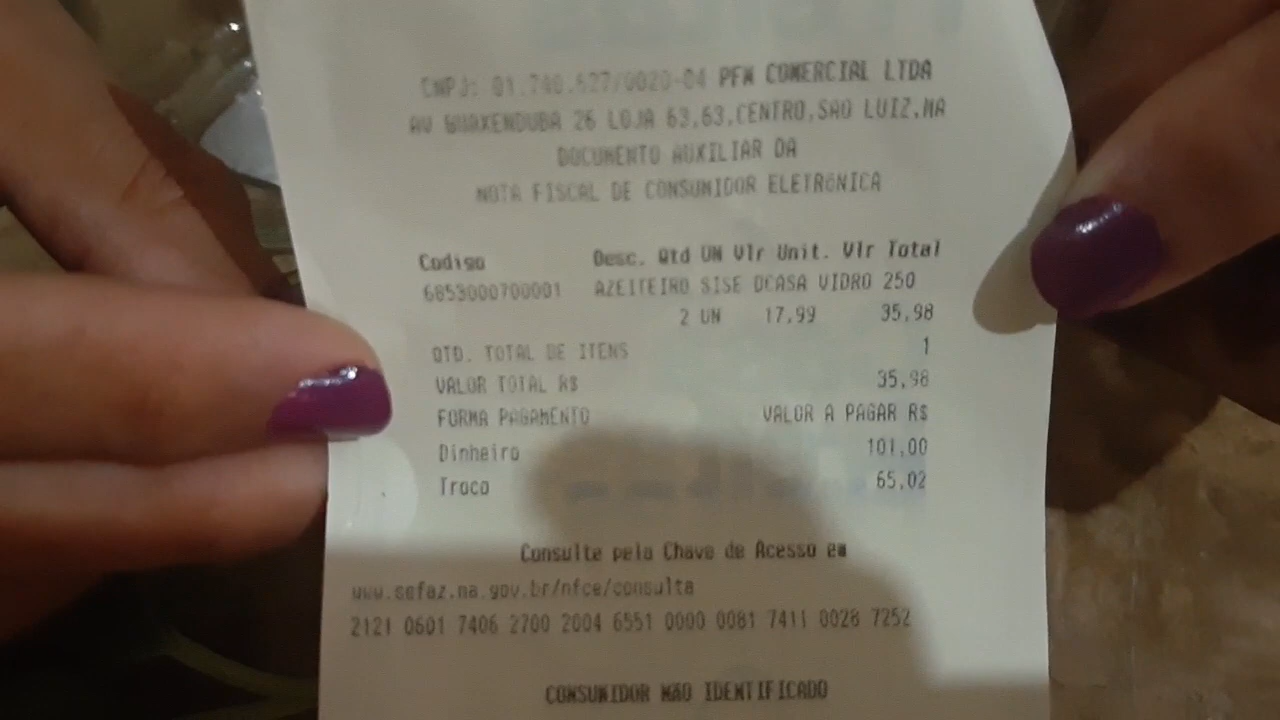 CNPJ: 01.740.627/0020-04 PFW COMERCIAL LTDA
AV GUAXENDUBA 26 LOJA 63,63,CENTRO,SAO LUIZ,MA
DOCUMENTO AUXILIAR DA
NOTA FISCAL DE CONSUMIDOR ELETRÔNICA
Codigo Desc. Qtd UN Vlr Unit. Vlr Total
6853000700001 AZEITEIRO SISE DCASA VIDRO 250
2 UN 17,99 35,98
QTD. TOTAL DE ITENS 1
VALOR TOTAL R$ 35,98
FORMA PAGAMENTO VALOR A PAGAR R$
Dinheiro 101,00
Troco 65,02
Consulte pela Chave de Acesso em
www.sefaz.ma.gov.br/nfce/consulta
2121 0601 7406 2700 2004 6551 0000 0081 7411 0028 7252
CONSUMIDOR NÃO IDENTIFICADO